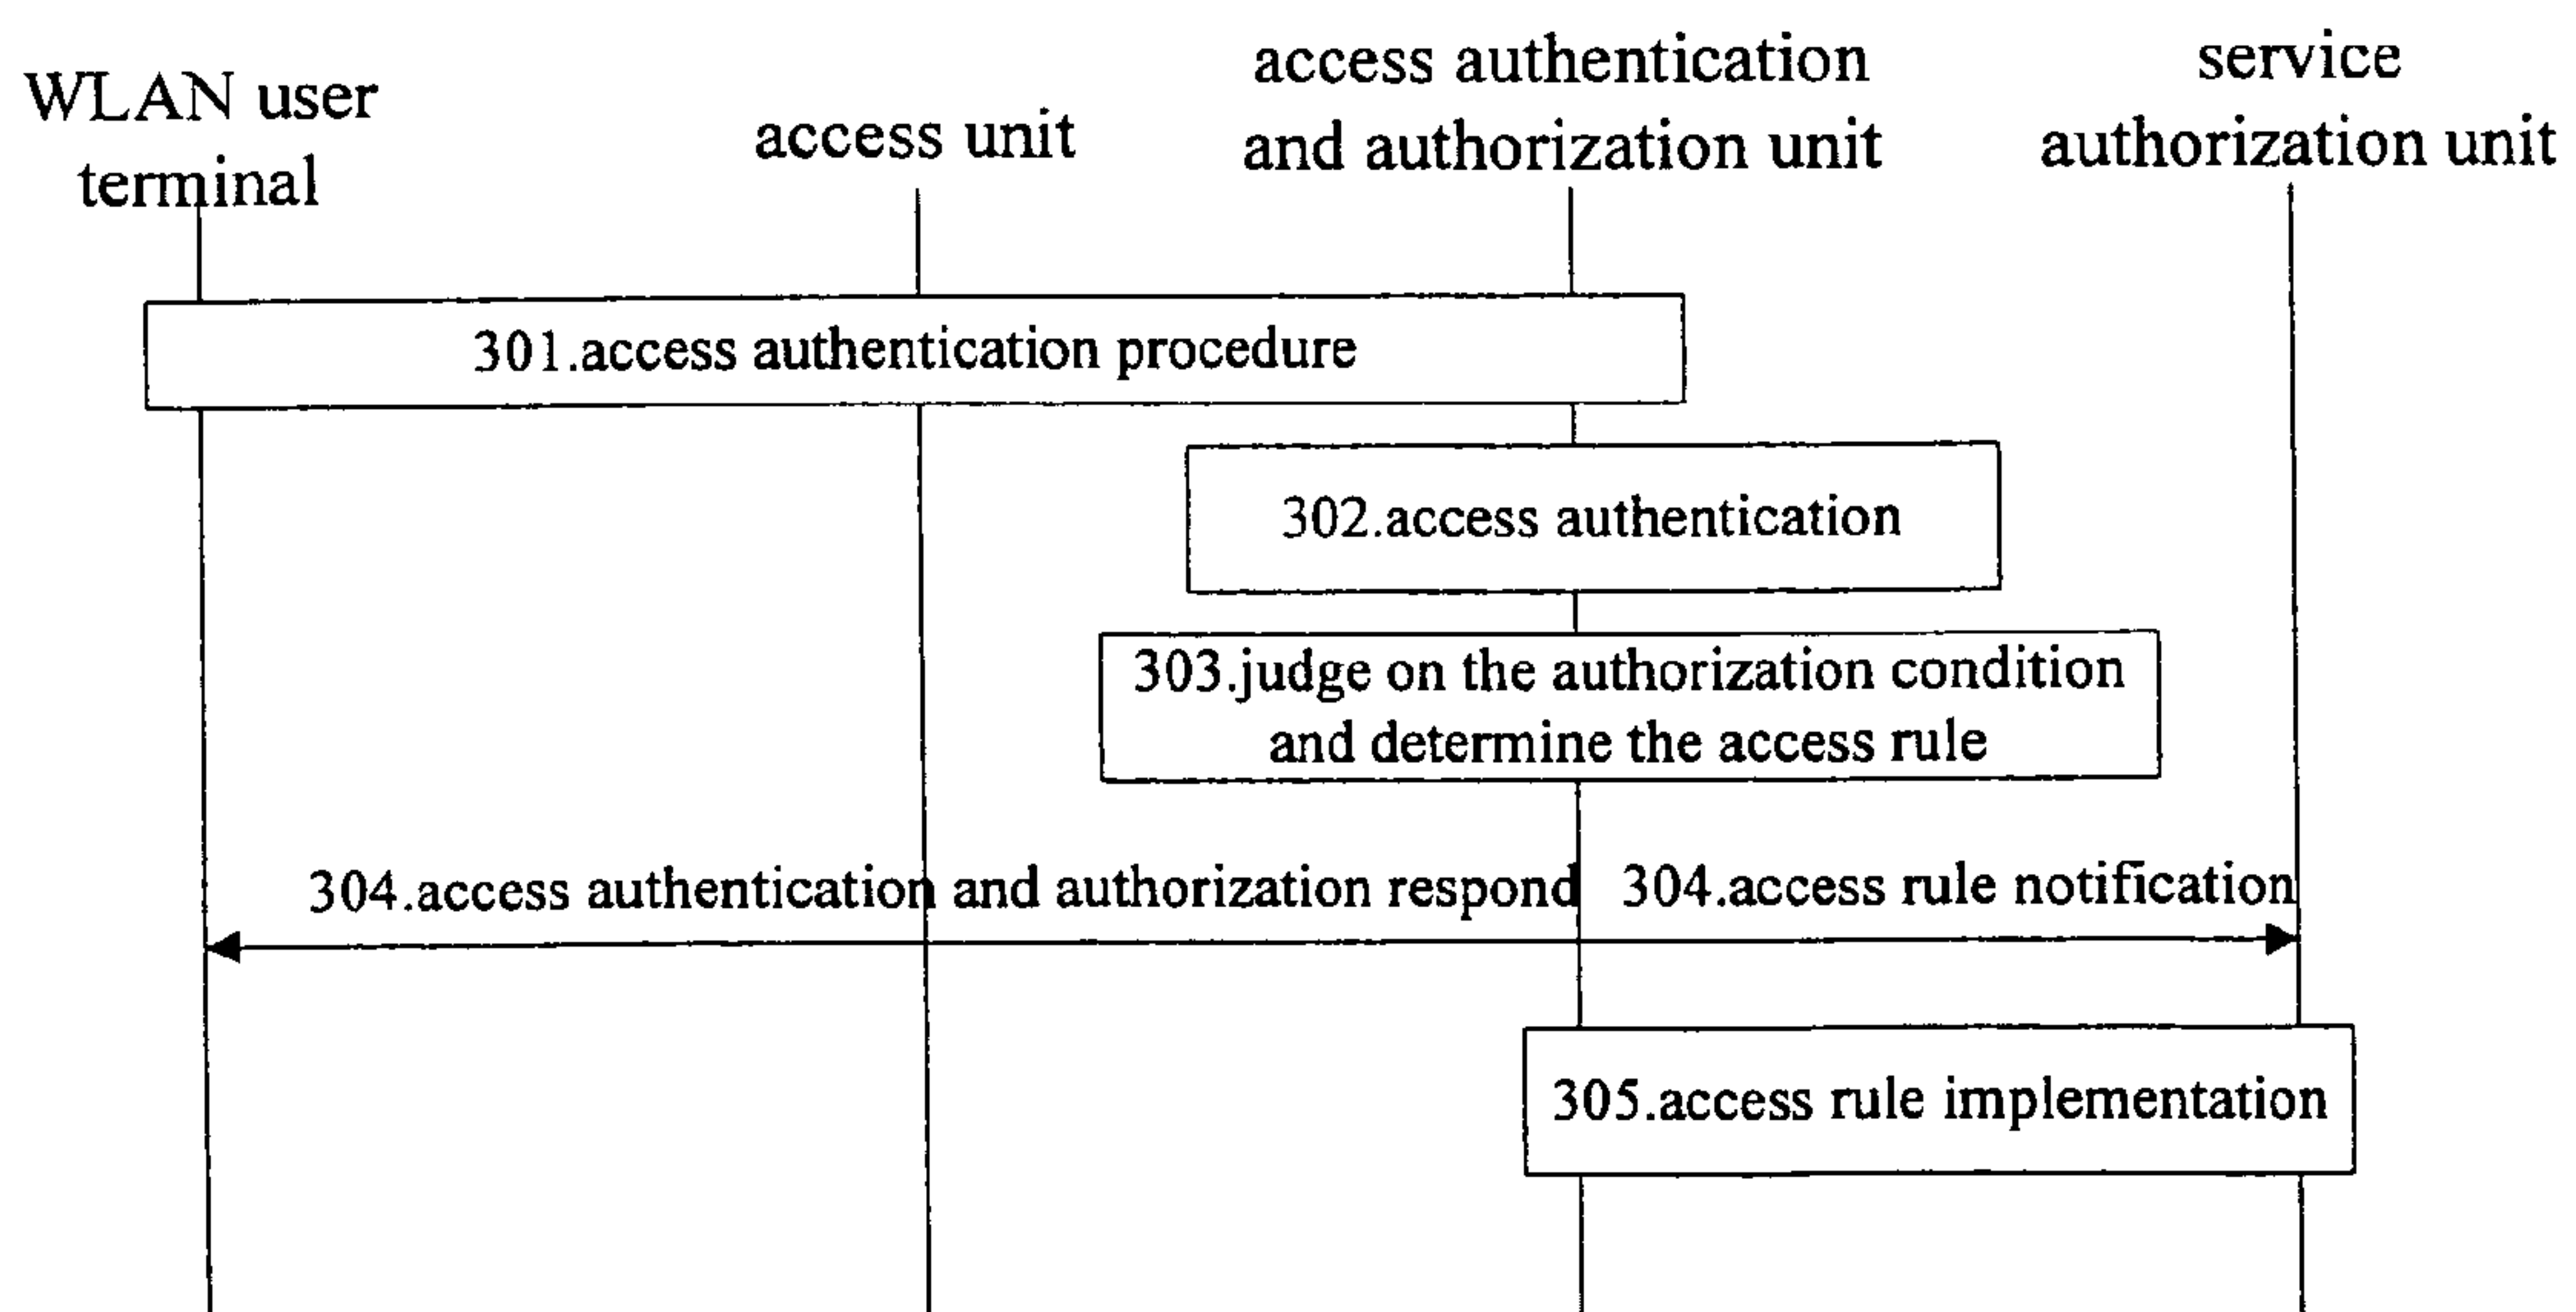 WLAN user
terminal
access unit
access authentication
and authorization unit
service
authorization unit
301.access authentication procedure
302.access authentication
303.judge on the authorization condition
and determine the access rule
304.access authentication and authorization respond
304.access rule notification
305.access rule implementation